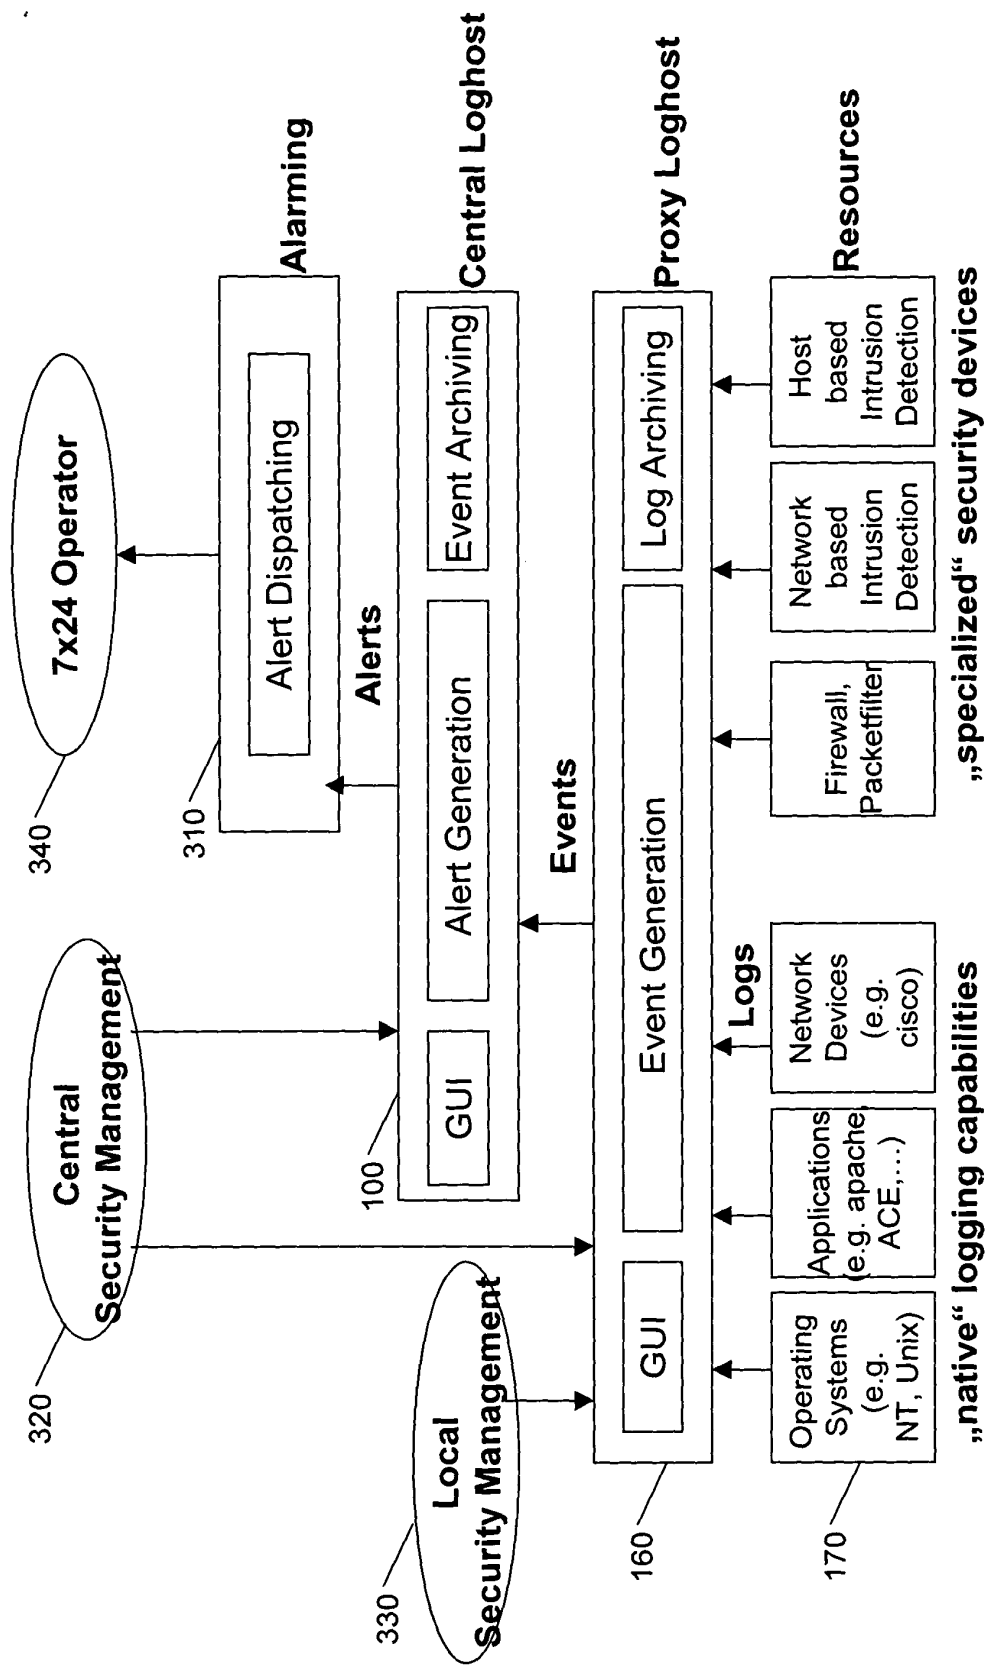 340
7x24 Operator
320
Central
Security Management
330
Local
Security Management
310
Alert Dispatching
Alarming
Alerts
100
GUI
Alert Generation
Event Archiving
Central Loghost
Events
160
GUI
Event Generation
Log Archiving
Proxy Loghost
Logs
170
Operating
Systems
(e.g.
NT, Unix)
Applications
(e.g. apache,
ACE,...)
Network
Devices
(e.g.
cisco)
Firewall,
Packetfilter
Network
based
Intrusion
Detection
Host
based
Intrusion
Detection
Resources
„native“ logging capabilities
„specialized“ security devices